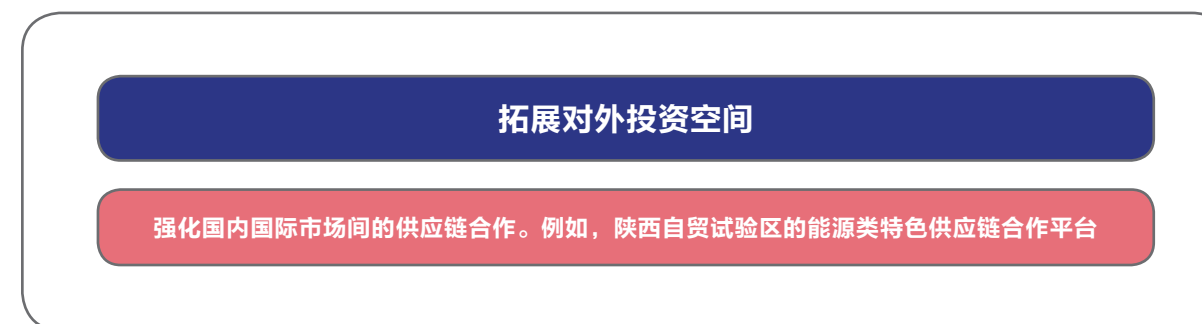 拓展对外投资空间
强化国内国际市场间的供应链合作。例如，陕西自贸试验区的能源类特色供应链合作平台